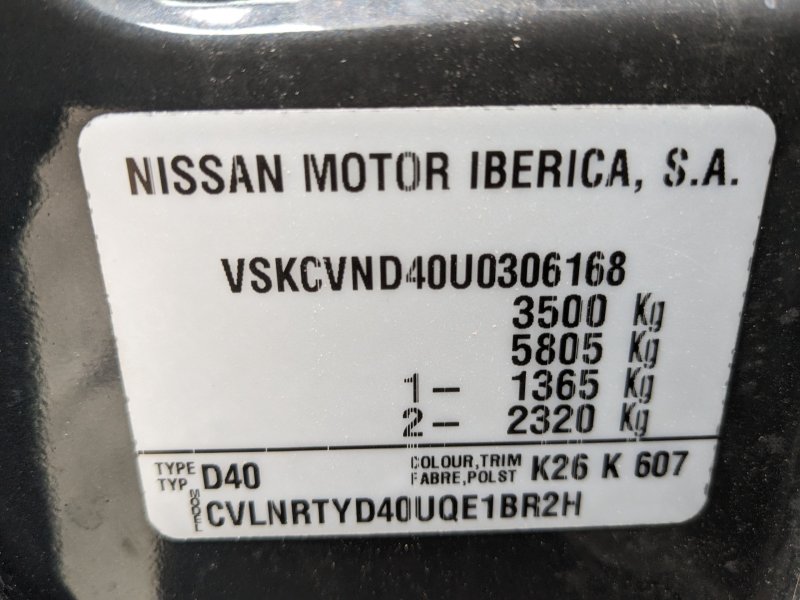 NISSAN MOTOR IBERICA, S.A.
VSKCVND40U0306168
3500 Kg
5805 Kg
1- 1365 Kg
2- 2320 Kg
TYPE
TYP D40
COLOUR,TRIM
FABRE,POLST K26 K 607
MODEL CVLNRTYD40UQE1BR2H